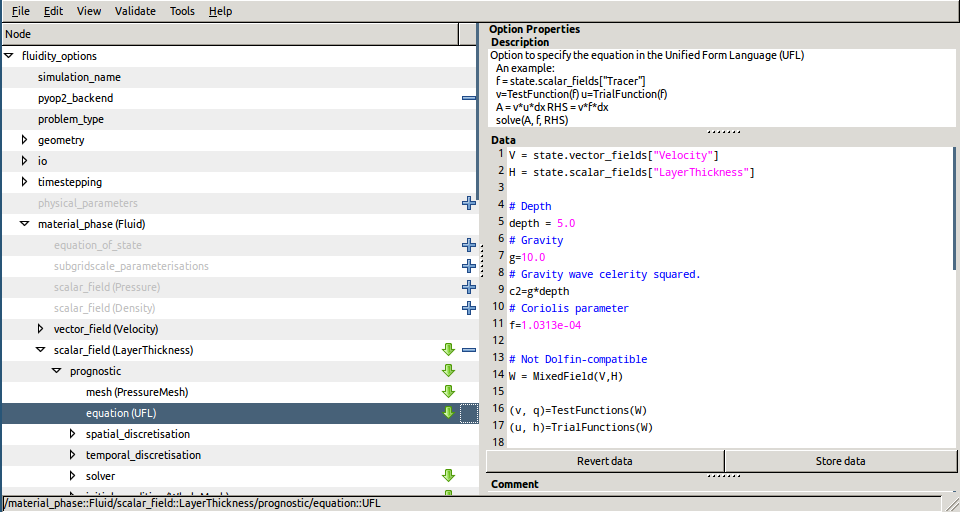 File Edit View Validate Tools Help
Node
fluidity_options
simulation_name
pyop2_backend
problem_type
geometry
io
timestepping
physical_parameters
material_phase (Fluid)
equation_of_state
subgridscale_parameterisations
scalar_field (Pressure)
scalar_field (Density)
vector_field (Velocity)
scalar_field (LayerThickness)
prognostic
mesh (PressureMesh)
equation (UFL)
spatial_discretisation
temporal_discretisation
solver
Option Properties
Description
Option to specify the equation in the Unified Form Language (UFL)
An example:
f = state.scalar_fields["Tracer"]
v=TestFunction(f) u=TrialFunction(f)
A = v*u*dx RHS = v*f*dx
solve(A, f, RHS)
Data
1 V = state.vector_fields["Velocity"]
2 H = state.scalar_fields["LayerThickness"]
3
4 # Depth
5 depth = 5.0
6 # Gravity
7 g=10.0
8 # Gravity wave celerity squared.
9 c2=g*depth
10 # Coriolis parameter
11 f=1.0313e-04
12
13 # Not Dolfin-compatible
14 W = MixedField(V,H)
15
16 (v, q)=TestFunctions(W)
17 (u, h)=TrialFunctions(W)
18
Revert data
Store data
Comment
/material_phase::Fluid/scalar_field::LayerThickness/prognostic/equation::UFL